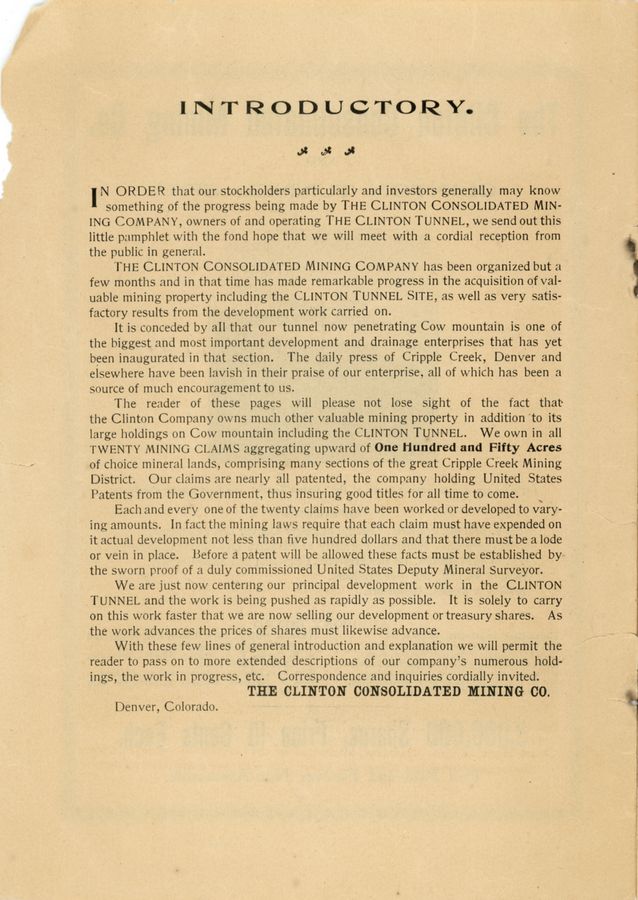 INTRODUCTORY.
IN ORDER that our stockholders particularly and investors generally may know
something of the progress being made by THE CLINTON CONSOLIDATED MIN-
ING COMPANY, owners of and operating THE CLINTON TUNNEL, we send out this
little pamphlet with the fond hope that we will meet with a cordial reception from
the public in general.
THE CLINTON CONSOLIDATED MINING COMPANY has been organized but a
few months and in that time has made remarkable progress in the acquisition of val-
uable mining property including the CLINTON TUNNEL SITE, as well as very satis-
factory results from the development work carried on.
It is conceded by all that our tunnel now penetrating Cow mountain is one of
the biggest and most important development and drainage enterprises that has yet
been inaugurated in that section. The daily press of Cripple Creek, Denver and
elsewhere have been lavish in their praise of our enterprise, all of which has been a
source of much encouragement to us.
The reader of these pages will please not lose sight of the fact that
the Clinton Company owns much other valuable mining property in addition to its
large holdings on Cow mountain including the CLINTON TUNNEL. We own in all
TWENTY MINING CLAIMS aggregating upward of One Hundred and Fifty Acres
of choice mineral lands, comprising many sections of the great Cripple Creek Mining
District. Our claims are nearly all patented, the company holding United States
Patents from the Government, thus insuring good titles for all time to come.
Each and every one of the twenty claims have been worked or developed to vary-
ing amounts. In fact the mining laws require that each claim must have expended on
it actual development not less than five hundred dollars and that there must be a lode
or vein in place. Before a patent will be allowed these facts must be established by
the sworn proof of a duly commissioned United States Deputy Mineral Surveyor.
We are just now centering our principal development work in the CLINTON
TUNNEL and the work is being pushed as rapidly as possible. It is solely to carry
on this work faster that we are now selling our development or treasury shares. As
the work advances the prices of shares must likewise advance.
With these few lines of general introduction and explanation we will permit the
reader to pass on to more extended descriptions of our company's numerous hold-
ings, the work in progress, etc. Correspondence and inquiries cordially invited.
THE CLINTON CONSOLIDATED MINING CO.
Denver, Colorado.